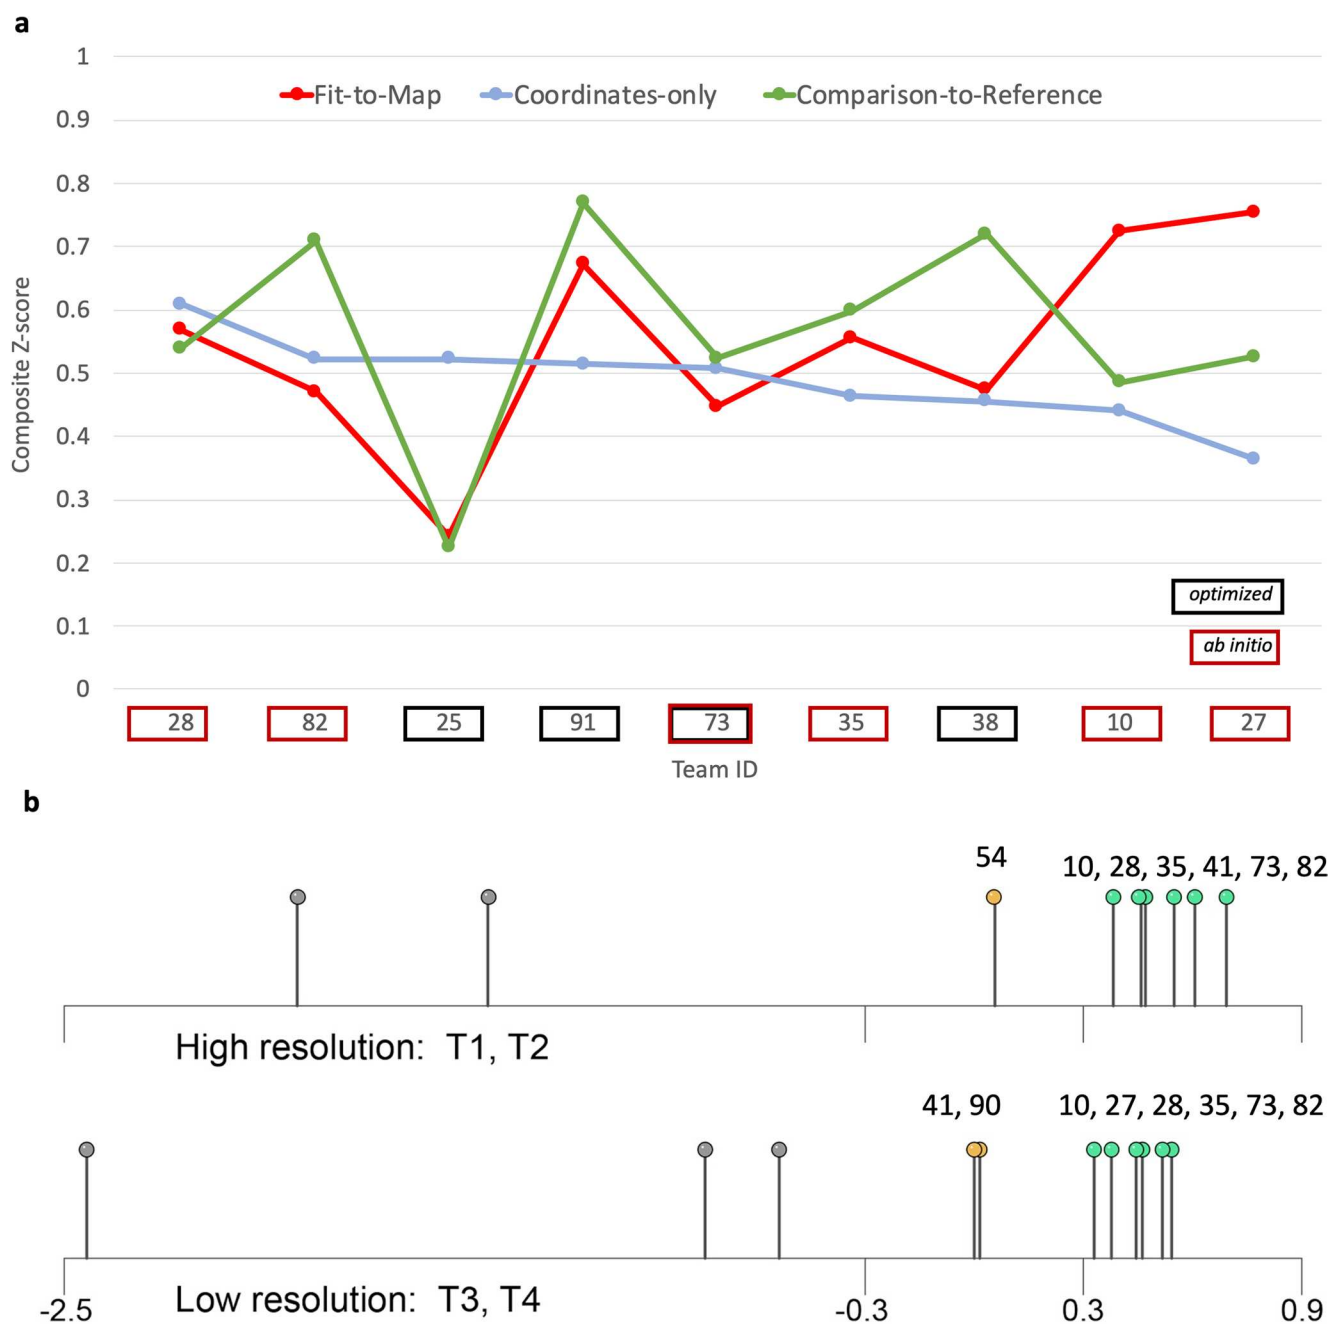 a
1
Fit-to-Map Coordinates-only Comparison-to-Reference
0.9
0.8
0.7
0.6
0.5
0.4
0.3
0.2
0.1
0
Composite Z-score
optimized
ab initio
28 82 25 91 73 35 38 10 27
Team ID
b
54
10, 28, 35, 41, 73, 82
High resolution: T1, T2
41, 90
10, 27, 28, 35, 73, 82
Low resolution: T3, T4
-2.5 -0.3 0.3 0.9